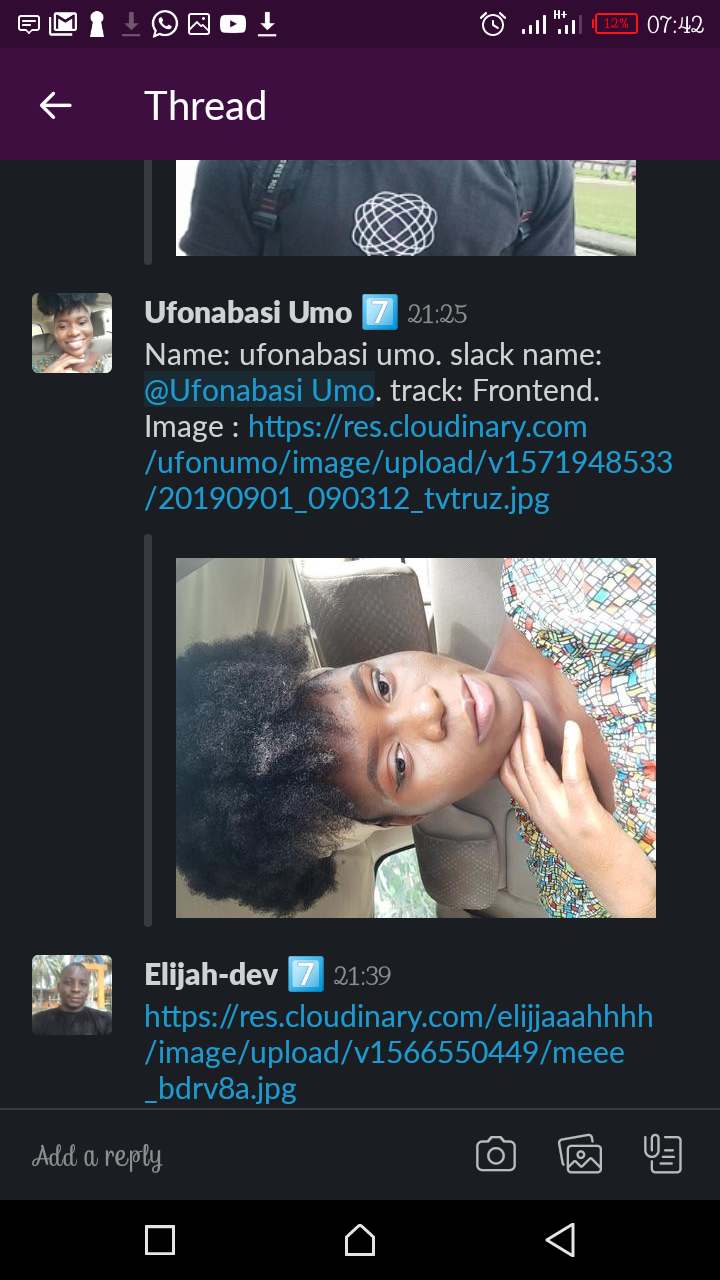 H+ 12% 07:42
Thread
Ufonabasi Umo 7 21:25
Name: ufonabasi umo. slack name:
@Ufonabasi Umo. track: Frontend.
Image : https://res.cloudinary.com
/ufonumo/image/upload/v1571948533
/20190901_090312_tvtruz.jpg
Elijah-dev 7 21:39
https://res.cloudinary.com/elijjaaahhhh
/image/upload/v1566550449/meee
_bdrv8a.jpg
Add a reply